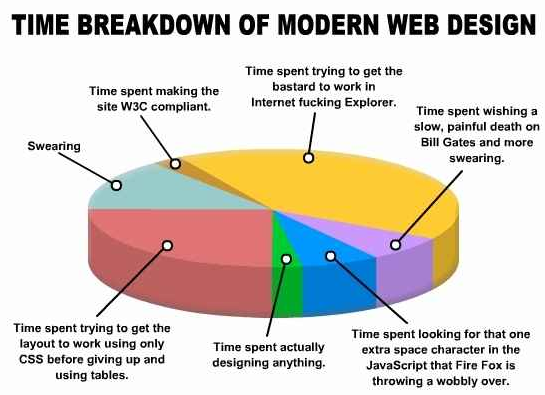 TIME BREAKDOWN OF MODERN WEB DESIGN
Time spent trying to get the
bastard to work in
Internet fucking Explorer.
Time spent making the
site W3C compliant.
Time spent wishing a
slow, painful death on
Bill Gates and more
swearing.
Swearing
Time spent trying to get the
layout to work using only
CSS before giving up and
using tables.
Time spent actually
designing anything.
Time spent looking for that one
extra space character in the
JavaScript that Fire Fox is
throwing a wobbly over.